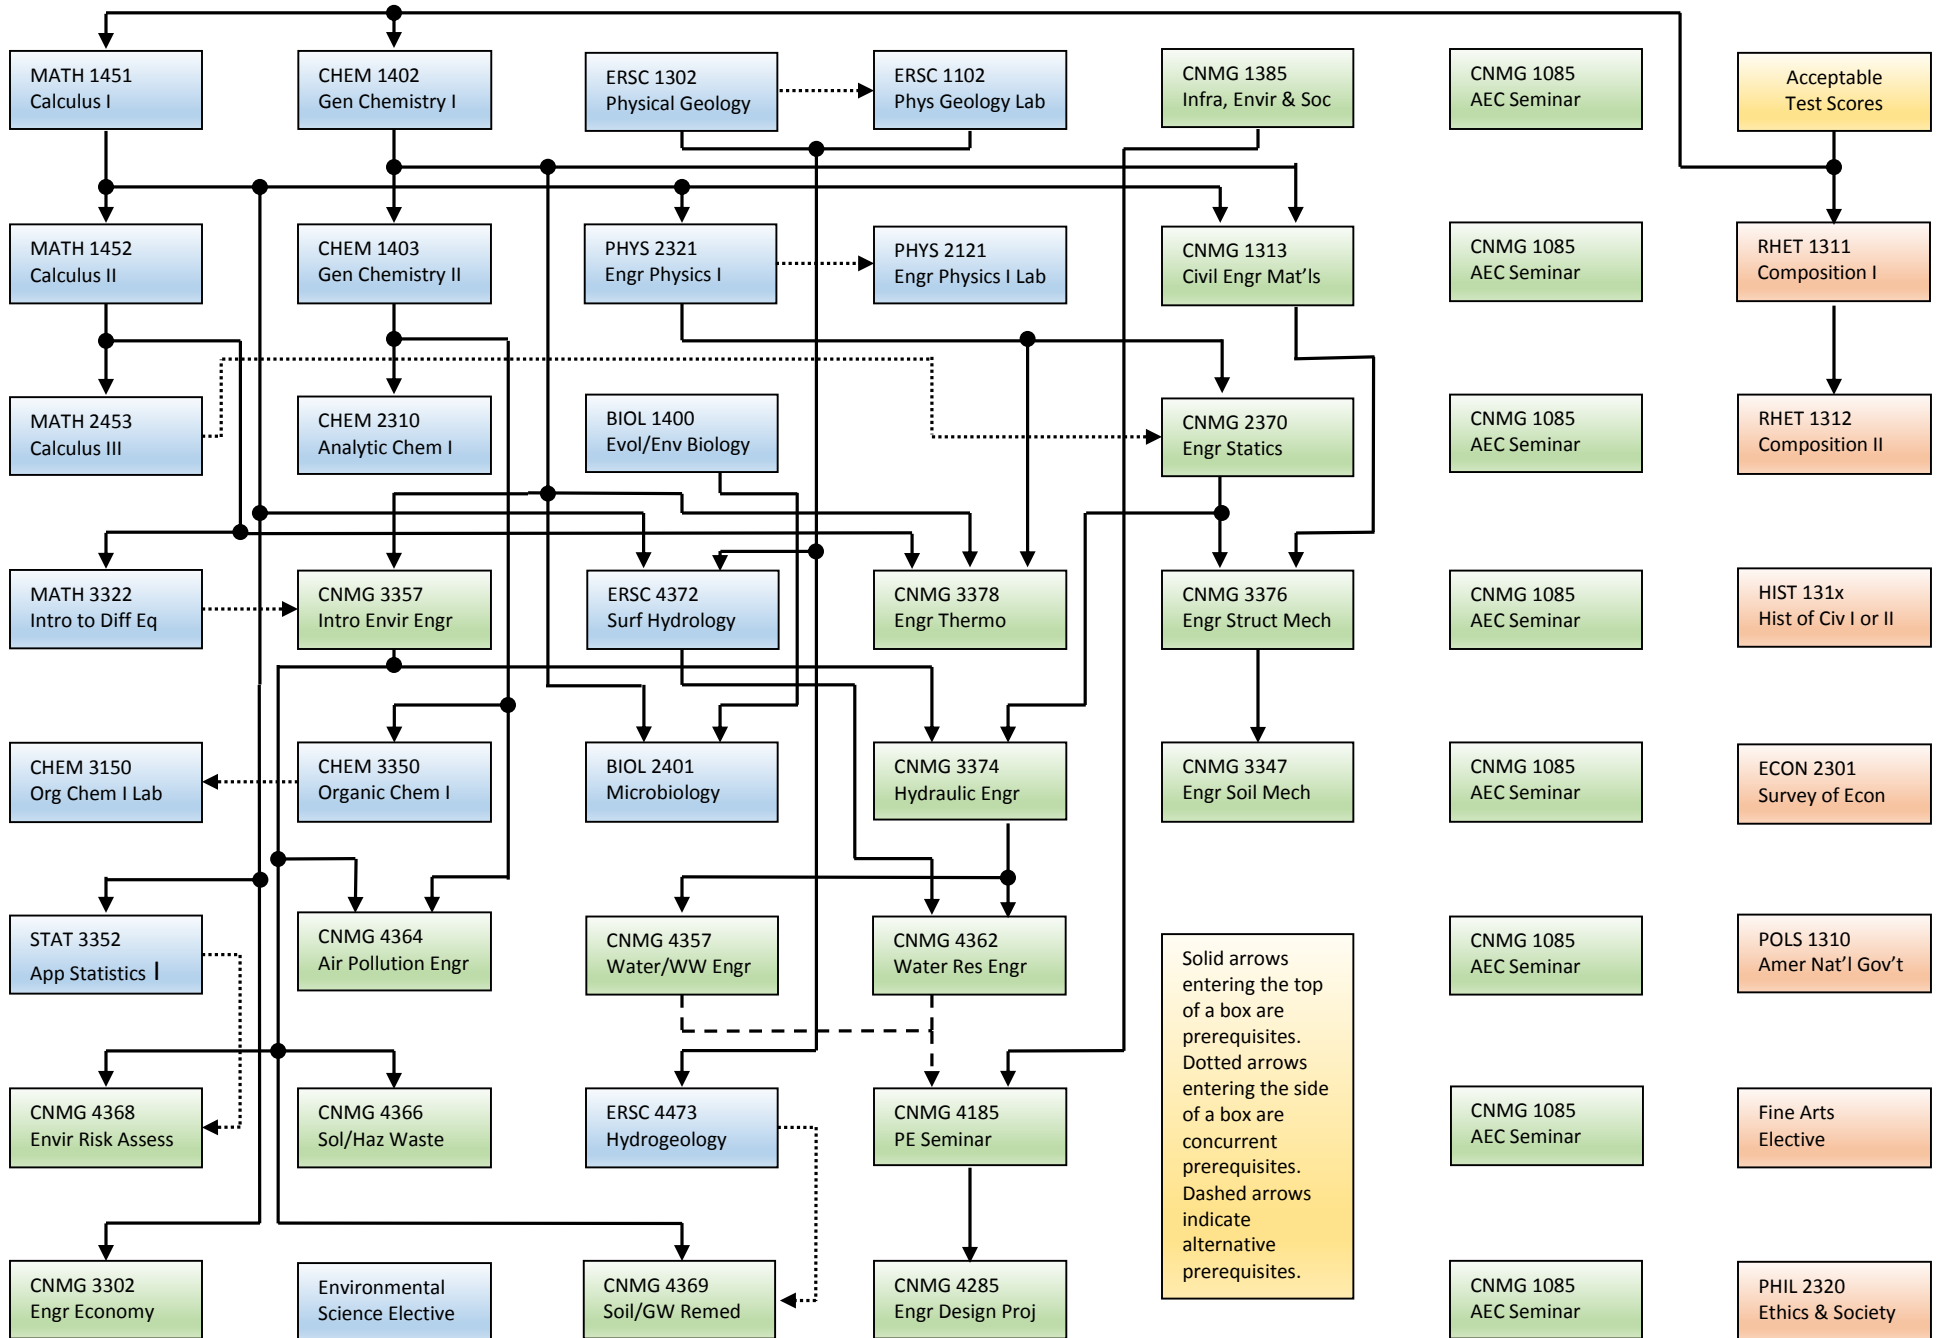 MATH 1451
Calculus I
CHEM 1402
Gen Chemistry I
ERSC 1302
Physical Geology
ERSC 1102
Phys Geology Lab
CNMG 1385
Infra, Envir & Soc
CNMG 1085
AEC Seminar
Acceptable
Test Scores
MATH 1452
Calculus II
CHEM 1403
Gen Chemistry II
PHYS 2321
Engr Physics I
PHYS 2121
Engr Physics I Lab
CNMG 1313
Civil Engr Mat’ls
CNMG 1085
AEC Seminar
RHET 1311
Composition I
MATH 2453
Calculus III
CHEM 2310
Analytic Chem I
BIOL 1400
Evol/Env Biology
CNMG 2370
Engr Statics
CNMG 1085
AEC Seminar
RHET 1312
Composition II
MATH 3322
Intro to Diff Eq
CNMG 3357
Intro Envir Engr
ERSC 4372
Surf Hydrology
CNMG 3378
Engr Thermo
CNMG 3376
Engr Struct Mech
CNMG 1085
AEC Seminar
HIST 131x
Hist of Civ I or II
CHEM 3150
Org Chem I Lab
CHEM 3350
Organic Chem I
BIOL 2401
Microbiology
CNMG 3374
Hydraulic Engr
CNMG 3347
Engr Soil Mech
CNMG 1085
AEC Seminar
ECON 2301
Survey of Econ
STAT 3352
App Statistics I
CNMG 4364
Air Pollution Engr
CNMG 4357
Water/WW Engr
CNMG 4362
Water Res Engr
Solid arrows
entering the top
of a box are
prerequisites.
Dotted arrows
entering the side
of a box are
concurrent
prerequisites.
Dashed arrows
indicate
alternative
prerequisites.
CNMG 1085
AEC Seminar
POLS 1310
Amer Nat’l Gov’t
CNMG 4368
Envir Risk Assess
CNMG 4366
Sol/Haz Waste
ERSC 4473
Hydrogeology
CNMG 4185
PE Seminar
CNMG 1085
AEC Seminar
Fine Arts
Elective
CNMG 3302
Engr Economy
Environmental
Science Elective
CNMG 4369
Soil/GW Remed
CNMG 4285
Engr Design Proj
CNMG 1085
AEC Seminar
PHIL 2320
Ethics & Society